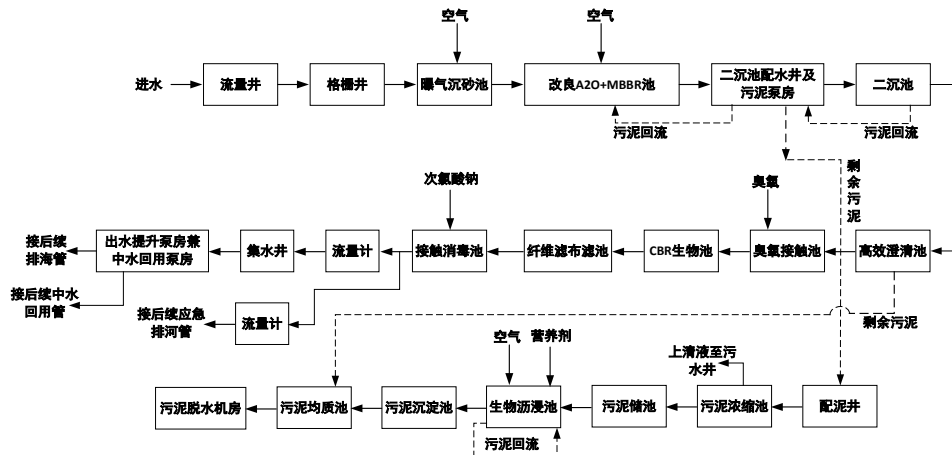 空气
空气
进水
流量井
格栅井
曝气沉砂池
改良A2O+MBBR池
二沉池配水井及
污泥泵房
二沉池
污泥回流
污泥回流
剩
余
污
泥
次氯酸钠
臭氧
接后续
排海管
出水提升泵房兼
中水回用泵房
集水井
流量计
接触消毒池
纤维滤布滤池
CBR生物池
臭氧接触池
高效澄清池
接后续中水
回用管
接后续应急
排河管
流量计
剩余污泥
空气
营养剂
上清液至污
水井
污泥脱水机房
污泥均质池
污泥沉淀池
生物沥浸池
污泥储池
污泥浓缩池
配泥井
污泥回流